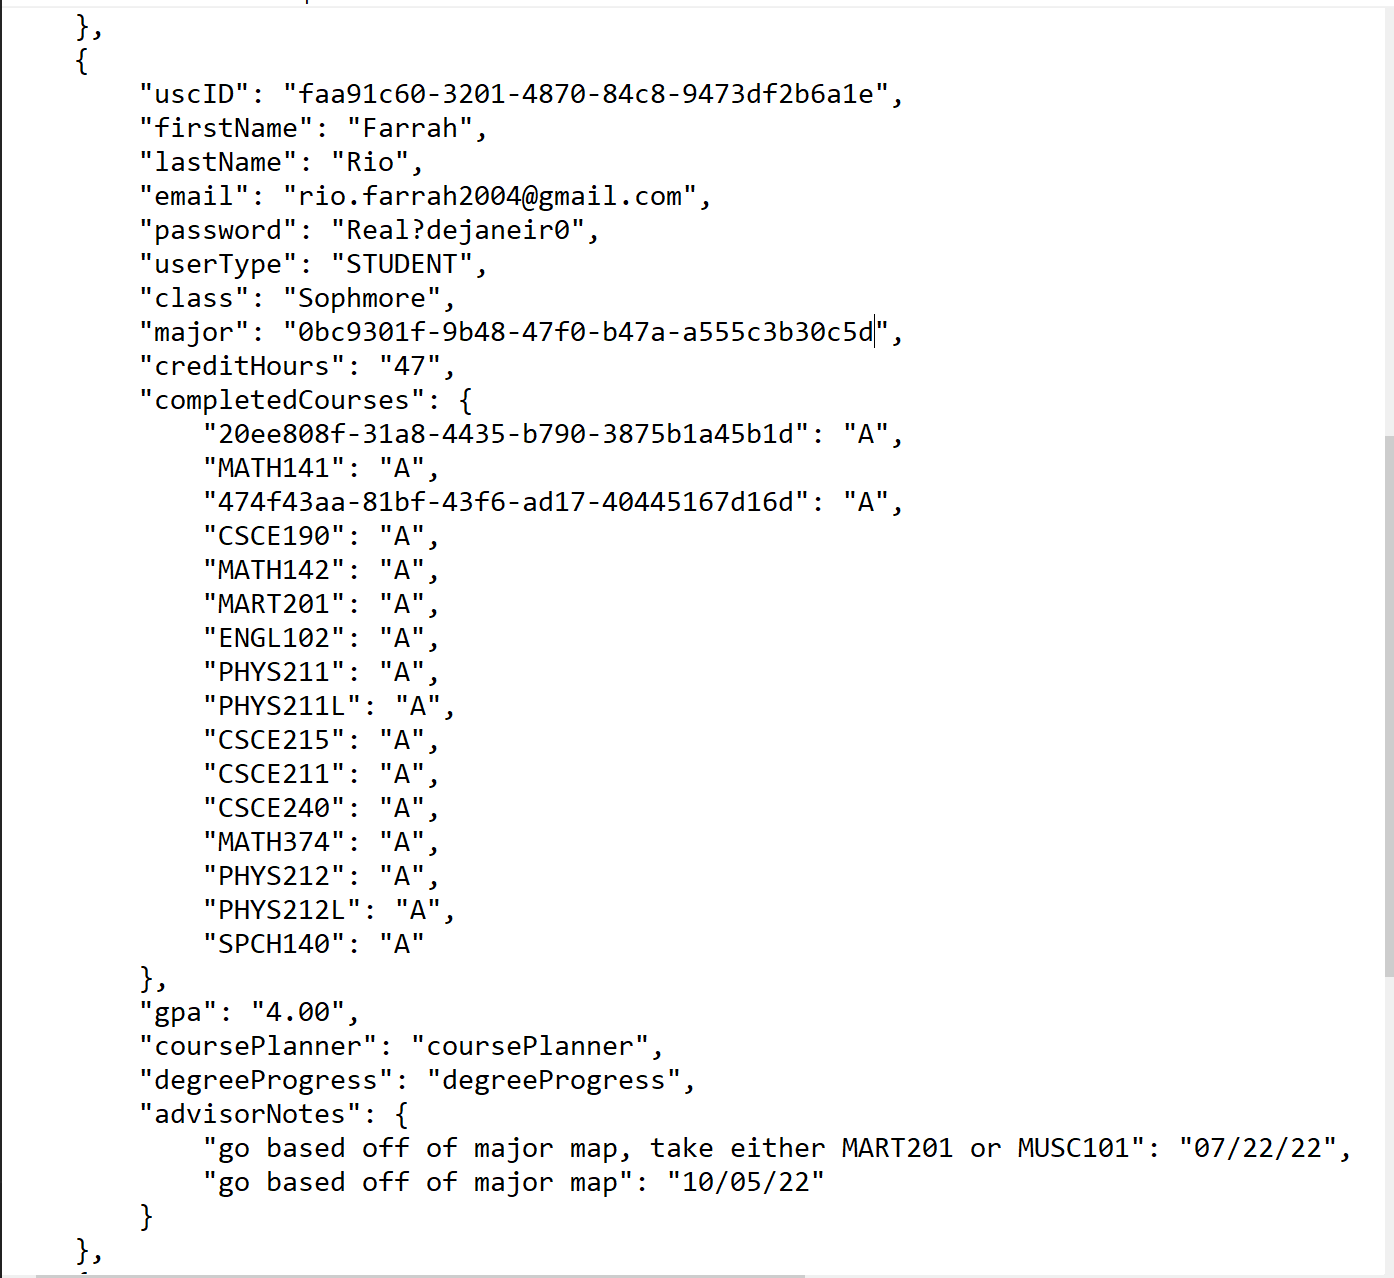 },
{
"uscID": "faa91c60-3201-4870-84c8-9473df2b6a1e",
"firstName": "Farrah",
"lastName": "Rio",
"email": "rio.farrah2004@gmail.com",
"password": "Real?dejaneir0",
"userType": "STUDENT",
"class": "Sophmore",
"major": "0bc9301f-9b48-47f0-b47a-a555c3b30c5d",
"creditHours": "47",
"completedCourses": {
"20ee808f-31a8-4435-b790-3875b1a45b1d": "A",
"MATH141": "A",
"474f43aa-81bf-43f6-ad17-40445167d16d": "A",
"CSCE190": "A",
"MATH142": "A",
"MART201": "A",
"ENGL102": "A",
"PHYS211": "A",
"PHYS211L": "A",
"CSCE215": "A",
"CSCE211": "A",
"CSCE240": "A",
"MATH374": "A",
"PHYS212": "A",
"PHYS212L": "A",
"SPCH140": "A"
},
"gpa": "4.00",
"coursePlanner": "coursePlanner",
"degreeProgress": "degreeProgress",
"advisorNotes": {
"go based off of major map, take either MART201 or MUSC101": "07/22/22",
"go based off of major map": "10/05/22"
}
},